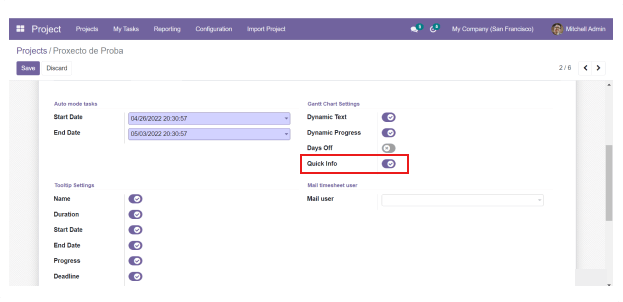 Project Projects My Tasks Reporting Configuration Import Project My Company (San Francisco) Mitchell Admin
Projects / Proxecto de Proba
Save Discard 2 / 6
Auto mode tasks Gantt Chart Settings
Start Date 04/26/2022 20:30:57 Dynamic Text
End Date 05/03/2022 20:30:57 Dynamic Progress
Days Off
Quick Info
Tooltip Settings Mail timesheet user
Name Mail user
Duration
Start Date
End Date
Progress
Deadline